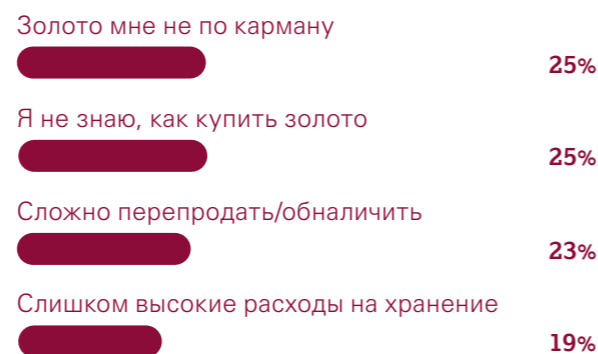 Золото мне не по карману
25%
Я не знаю, как купить золото
25%
Сложно перепродать/обналичить
23%
Слишком высокие расходы на хранение
19%